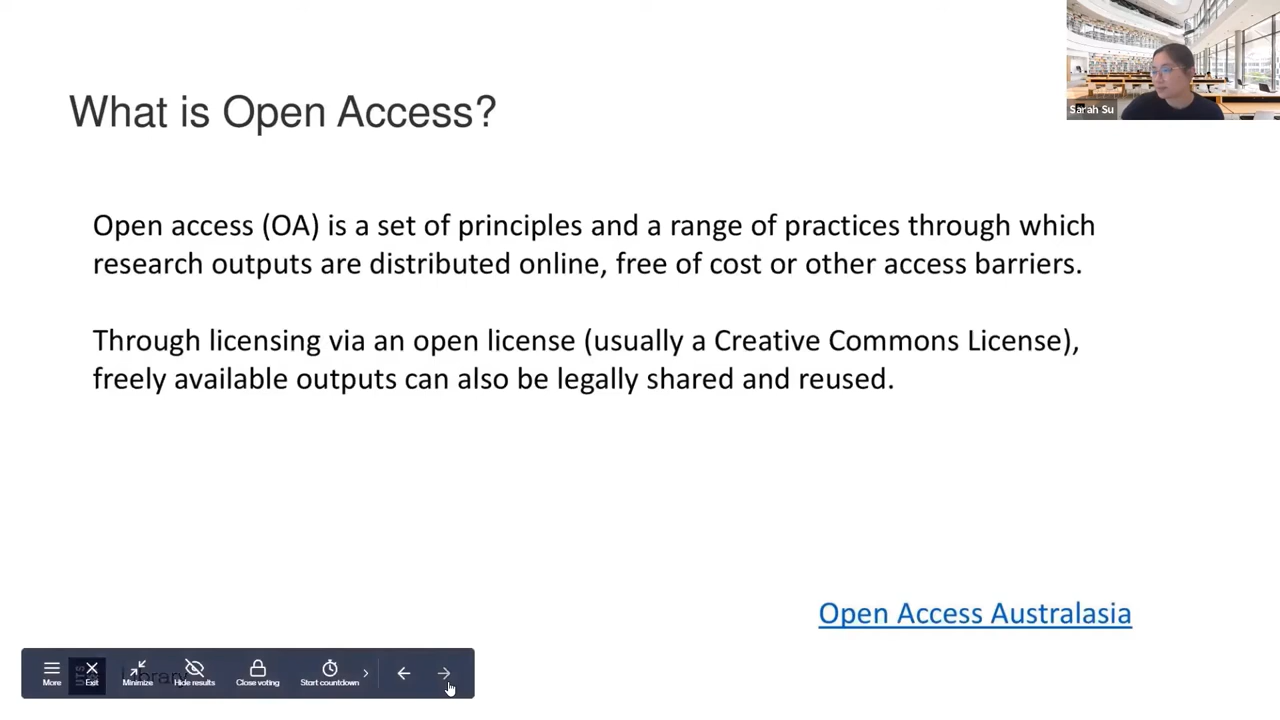 What is Open Access?
Sarah Su
Open access (OA) is a set of principles and a range of practices through which
research outputs are distributed online, free of cost or other access barriers.
Through licensing via an open license (usually a Creative Commons License),
freely available outputs can also be legally shared and reused.
Open Access Australasia
UTS Library
More Exit Minimize Hide results Close voting Start countdown